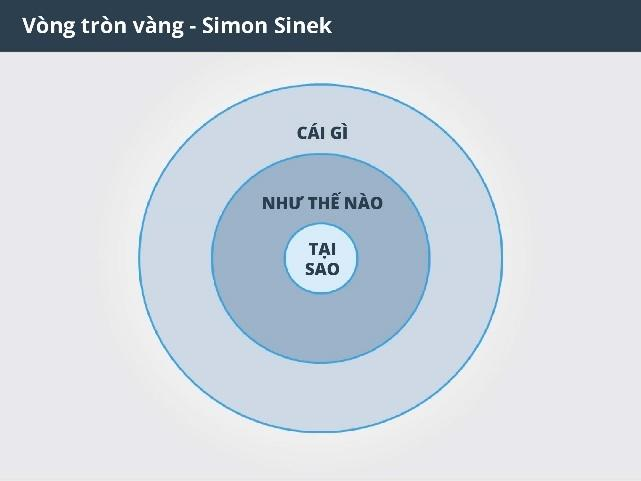 Vòng tròn vàng - Simon Sinek
CÁI GÌ
NHƯ THẾ NÀO
TẠI
SAO